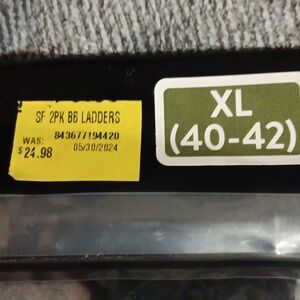 SF 2PK BB LADDERS
843677194420
WAS:
05/30/2024
$24.98
XL
(40-42)